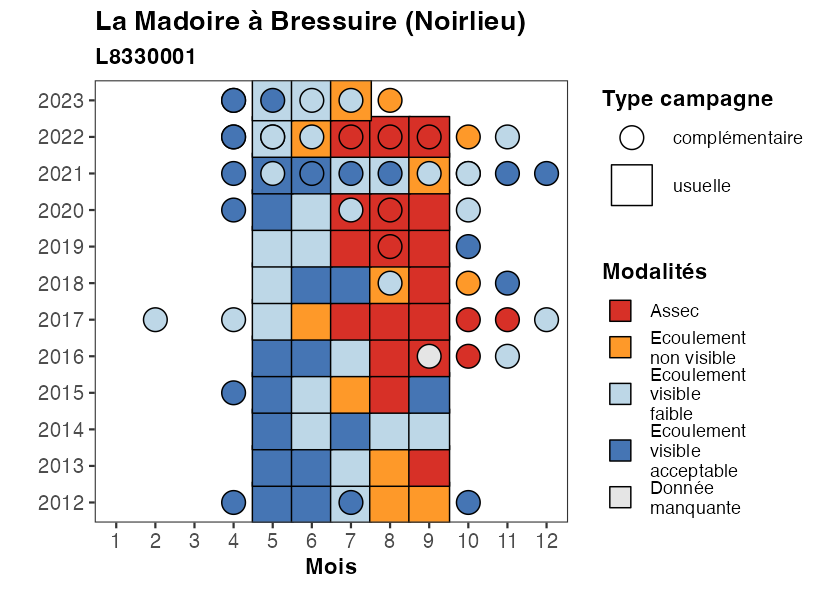 La Madoire à Bressuire (Noirlieu)
L8330001
2023
2022
2021
2020
2019
2018
2017
2016
2015
2014
2013
2012
1 2 3 4 5 6 7 8 9 10 11 12
Mois
Type campagne
complémentaire
usuelle
Modalités
Assec
Ecoulement
non visible
Ecoulement
visible
faible
Ecoulement
visible
acceptable
Donnée
manquante